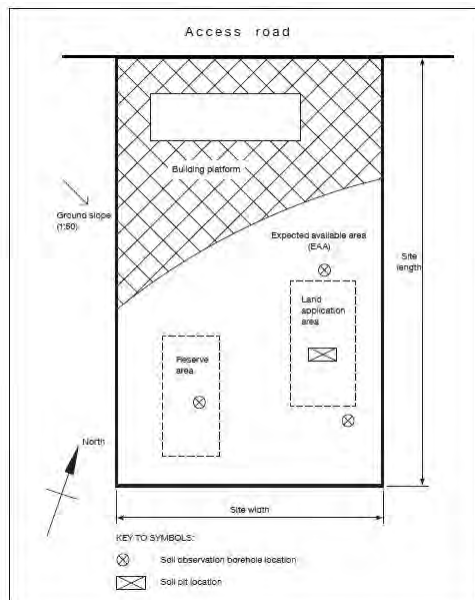 Access road
Building platform
Ground slope
(1:50)
Expected available area
(EAA)
Site
length
Land
application
area
Reserve
area
North
Site width
KEY TO SYMBOLS:
Soil observation borehole location
Soil pit location